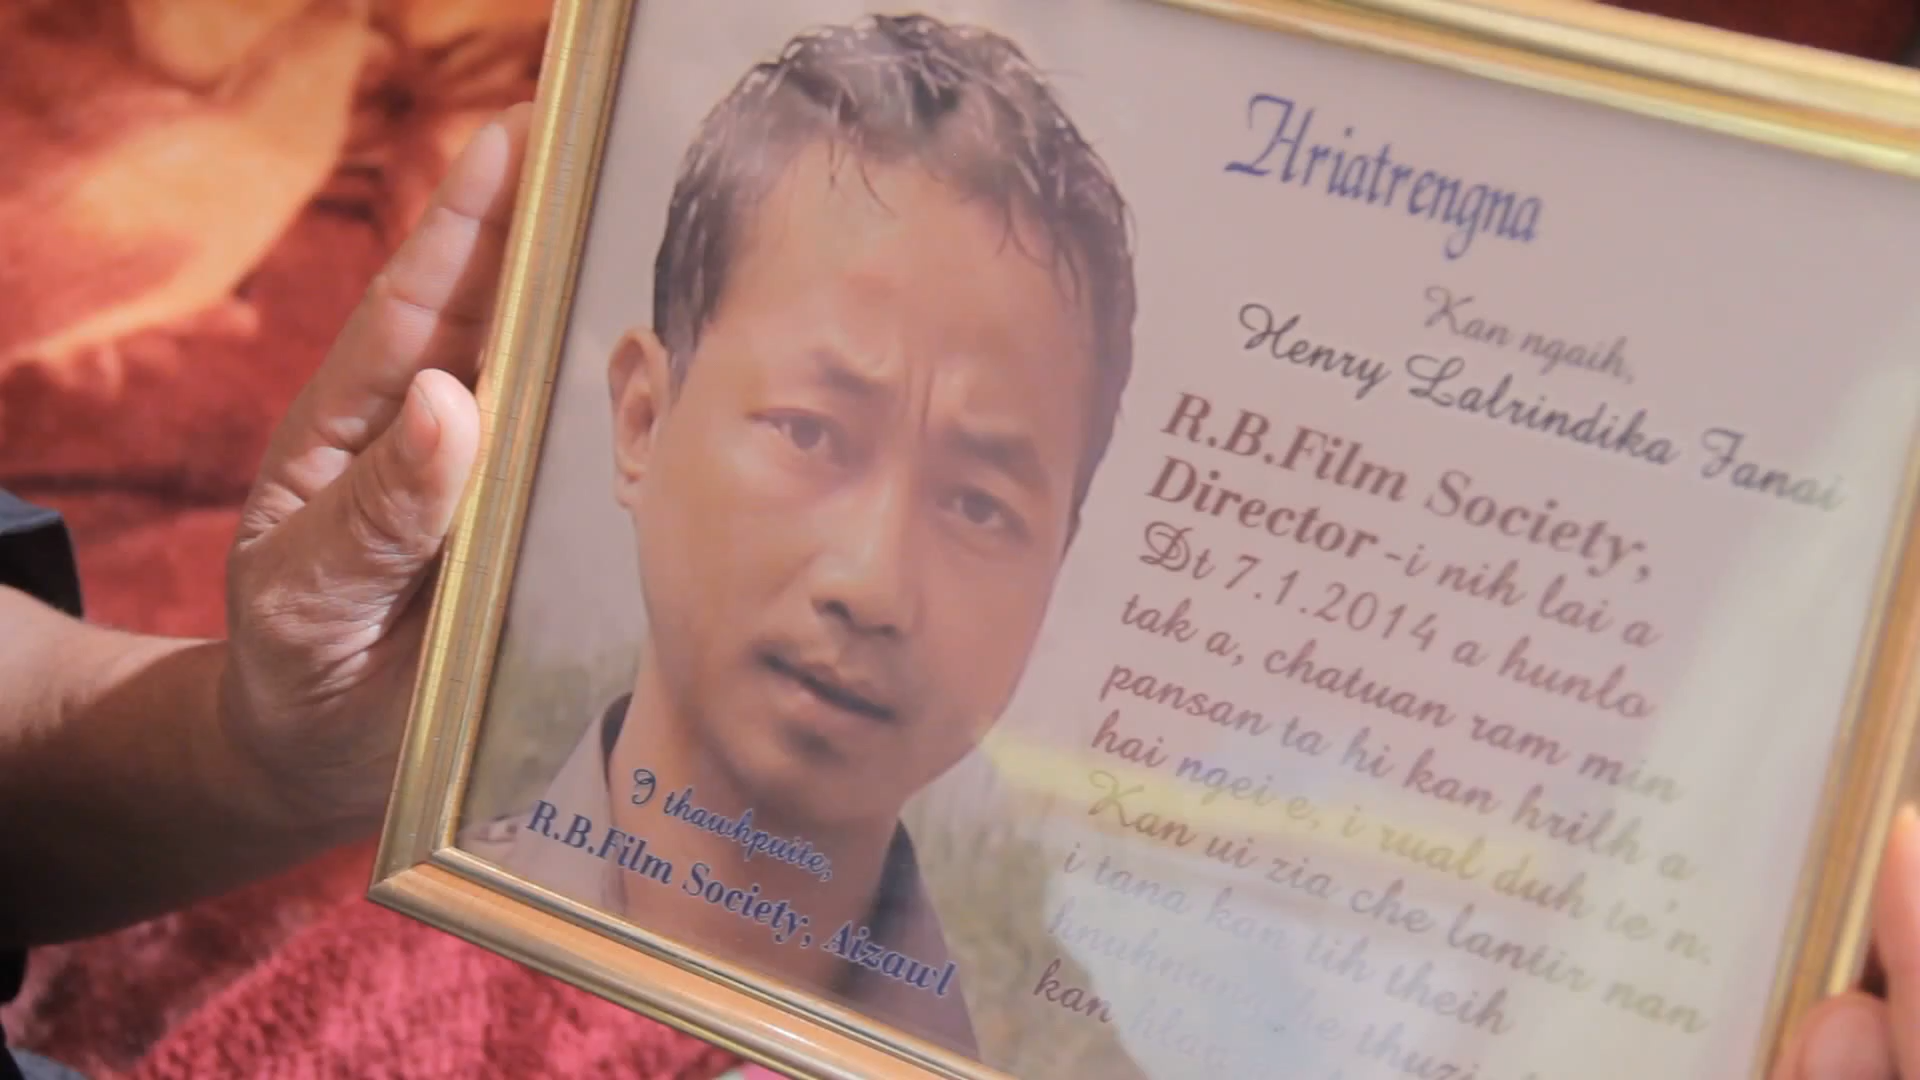 Hriatrengna
Kan ngaih,
Henry Lalrindika Fanai
R.B.Film Society,
Director-i nih lai a
Dt 7.1.2014 a hunlo
tak a, chatuan ram min
pansan ta hi kan hrilh a
hai ngei e, i rual duh te'n.
Kan ui zia che lantir nan
i tana kan tih theih
hnuhnung
kan
I thawhpuite,
R.B.Film Society, Aizawl